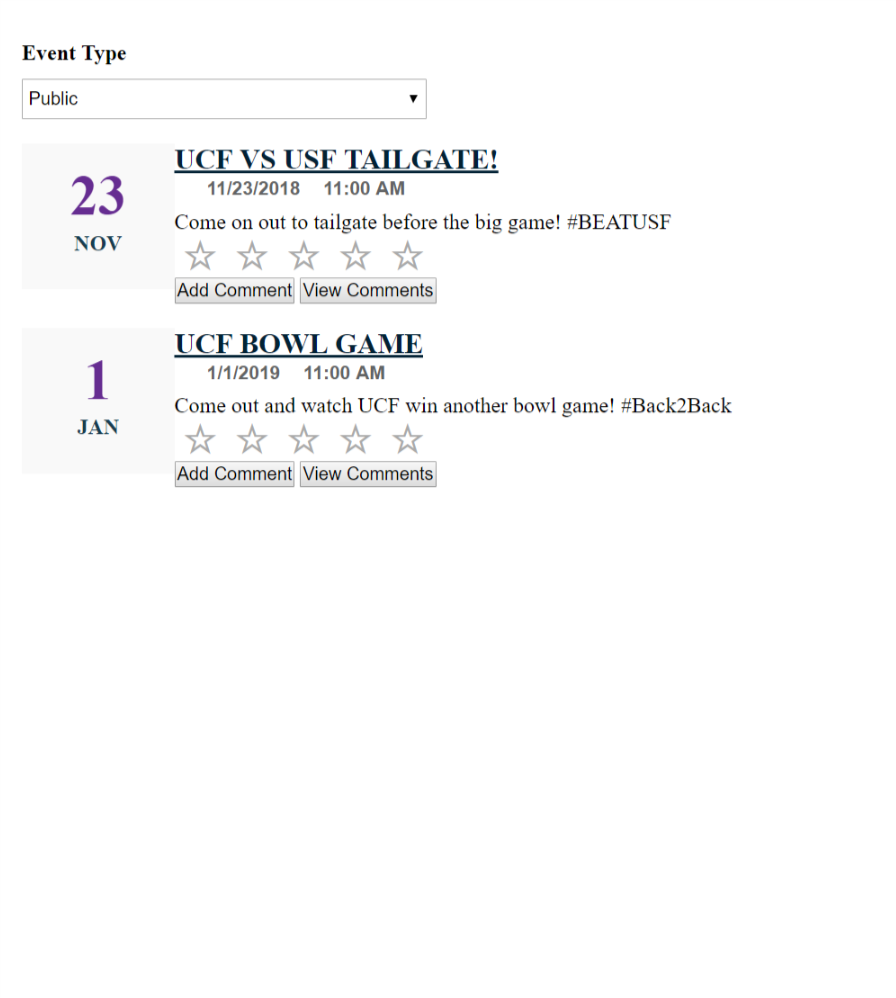 Event Type
Public
23
NOV
UCF VS USF TAILGATE!
11/23/2018 11:00 AM
Come on out to tailgate before the big game! #BEATUSF
Add Comment View Comments
1
JAN
UCF BOWL GAME
1/1/2019 11:00 AM
Come out and watch UCF win another bowl game! #Back2Back
Add Comment View Comments